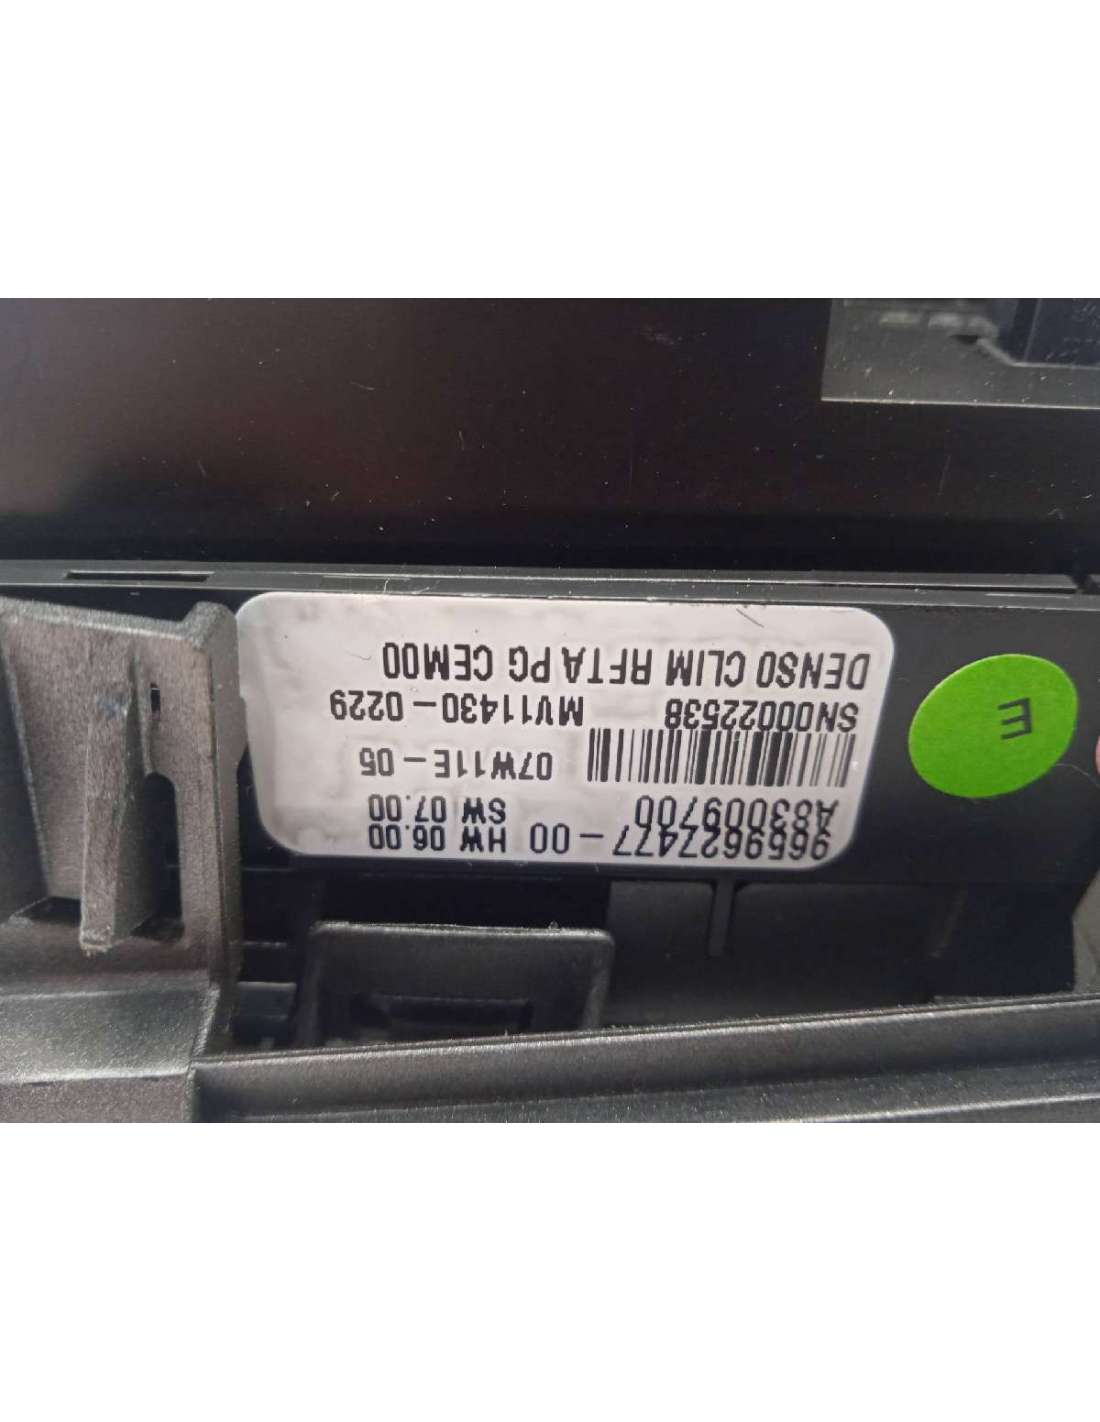 9659627477-00 HW 06.00
A83009700 SW 07.00
07W11E-05
SN00022538 MV11430-0229
DENSO CLIM RFTA PG CEM00
E